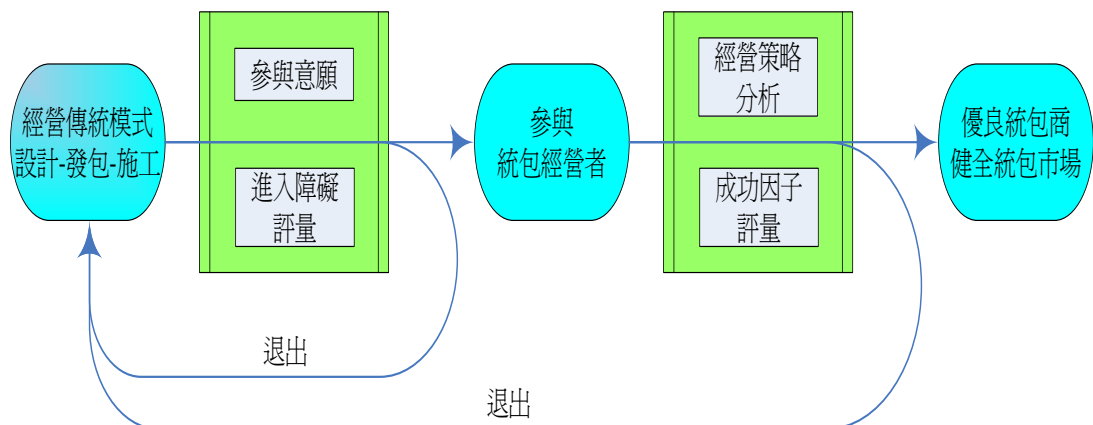 經營傳統模式
設計-發包-施工
參與意願
進入障礙
評量
參與
統包經營者
經營策略
分析
成功因子
評量
優良統包商
健全統包市場
退出
退出